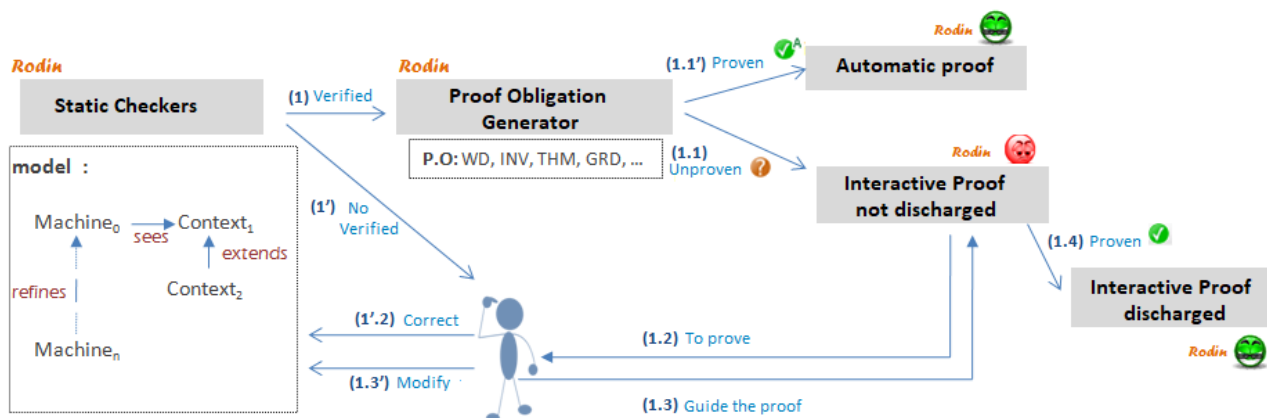 Rodin
Static Checkers
(1) Verified
Rodin
Proof Obligation
Generator
P.O: WD, INV, THM, GRD, ...
(1.1') Proven
A
Rodin
Automatic proof
(1.1)
Unproven ?
Rodin
Interactive Proof
not discharged
(1.4) Proven
Interactive Proof
discharged
Rodin
model :
Machine₀
sees
Context₁
extends
refines
Context₂
Machineₙ
(1') No
Verified
(1'.2) Correct
(1.3') Modify
(1.2) To prove
(1.3) Guide the proof